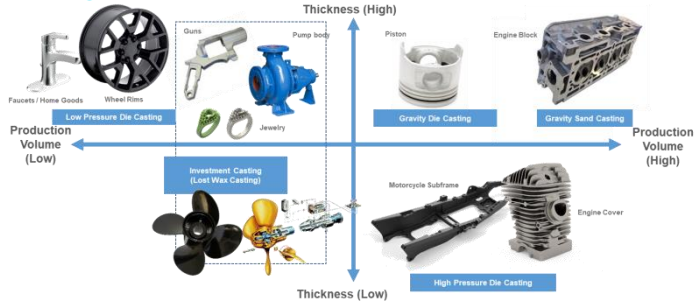 Thickness (High)
Guns
Pump body
Piston
Engine Block
Faucets / Home Goods
Wheel Rims
Jewelry
Low Pressure Die Casting
Gravity Die Casting
Gravity Sand Casting
Production
Volume
(Low)
Production
Volume
(High)
Investment Casting
(Lost Wax Casting)
Motorcycle Subframe
Engine Cover
High Pressure Die Casting
Thickness (Low)